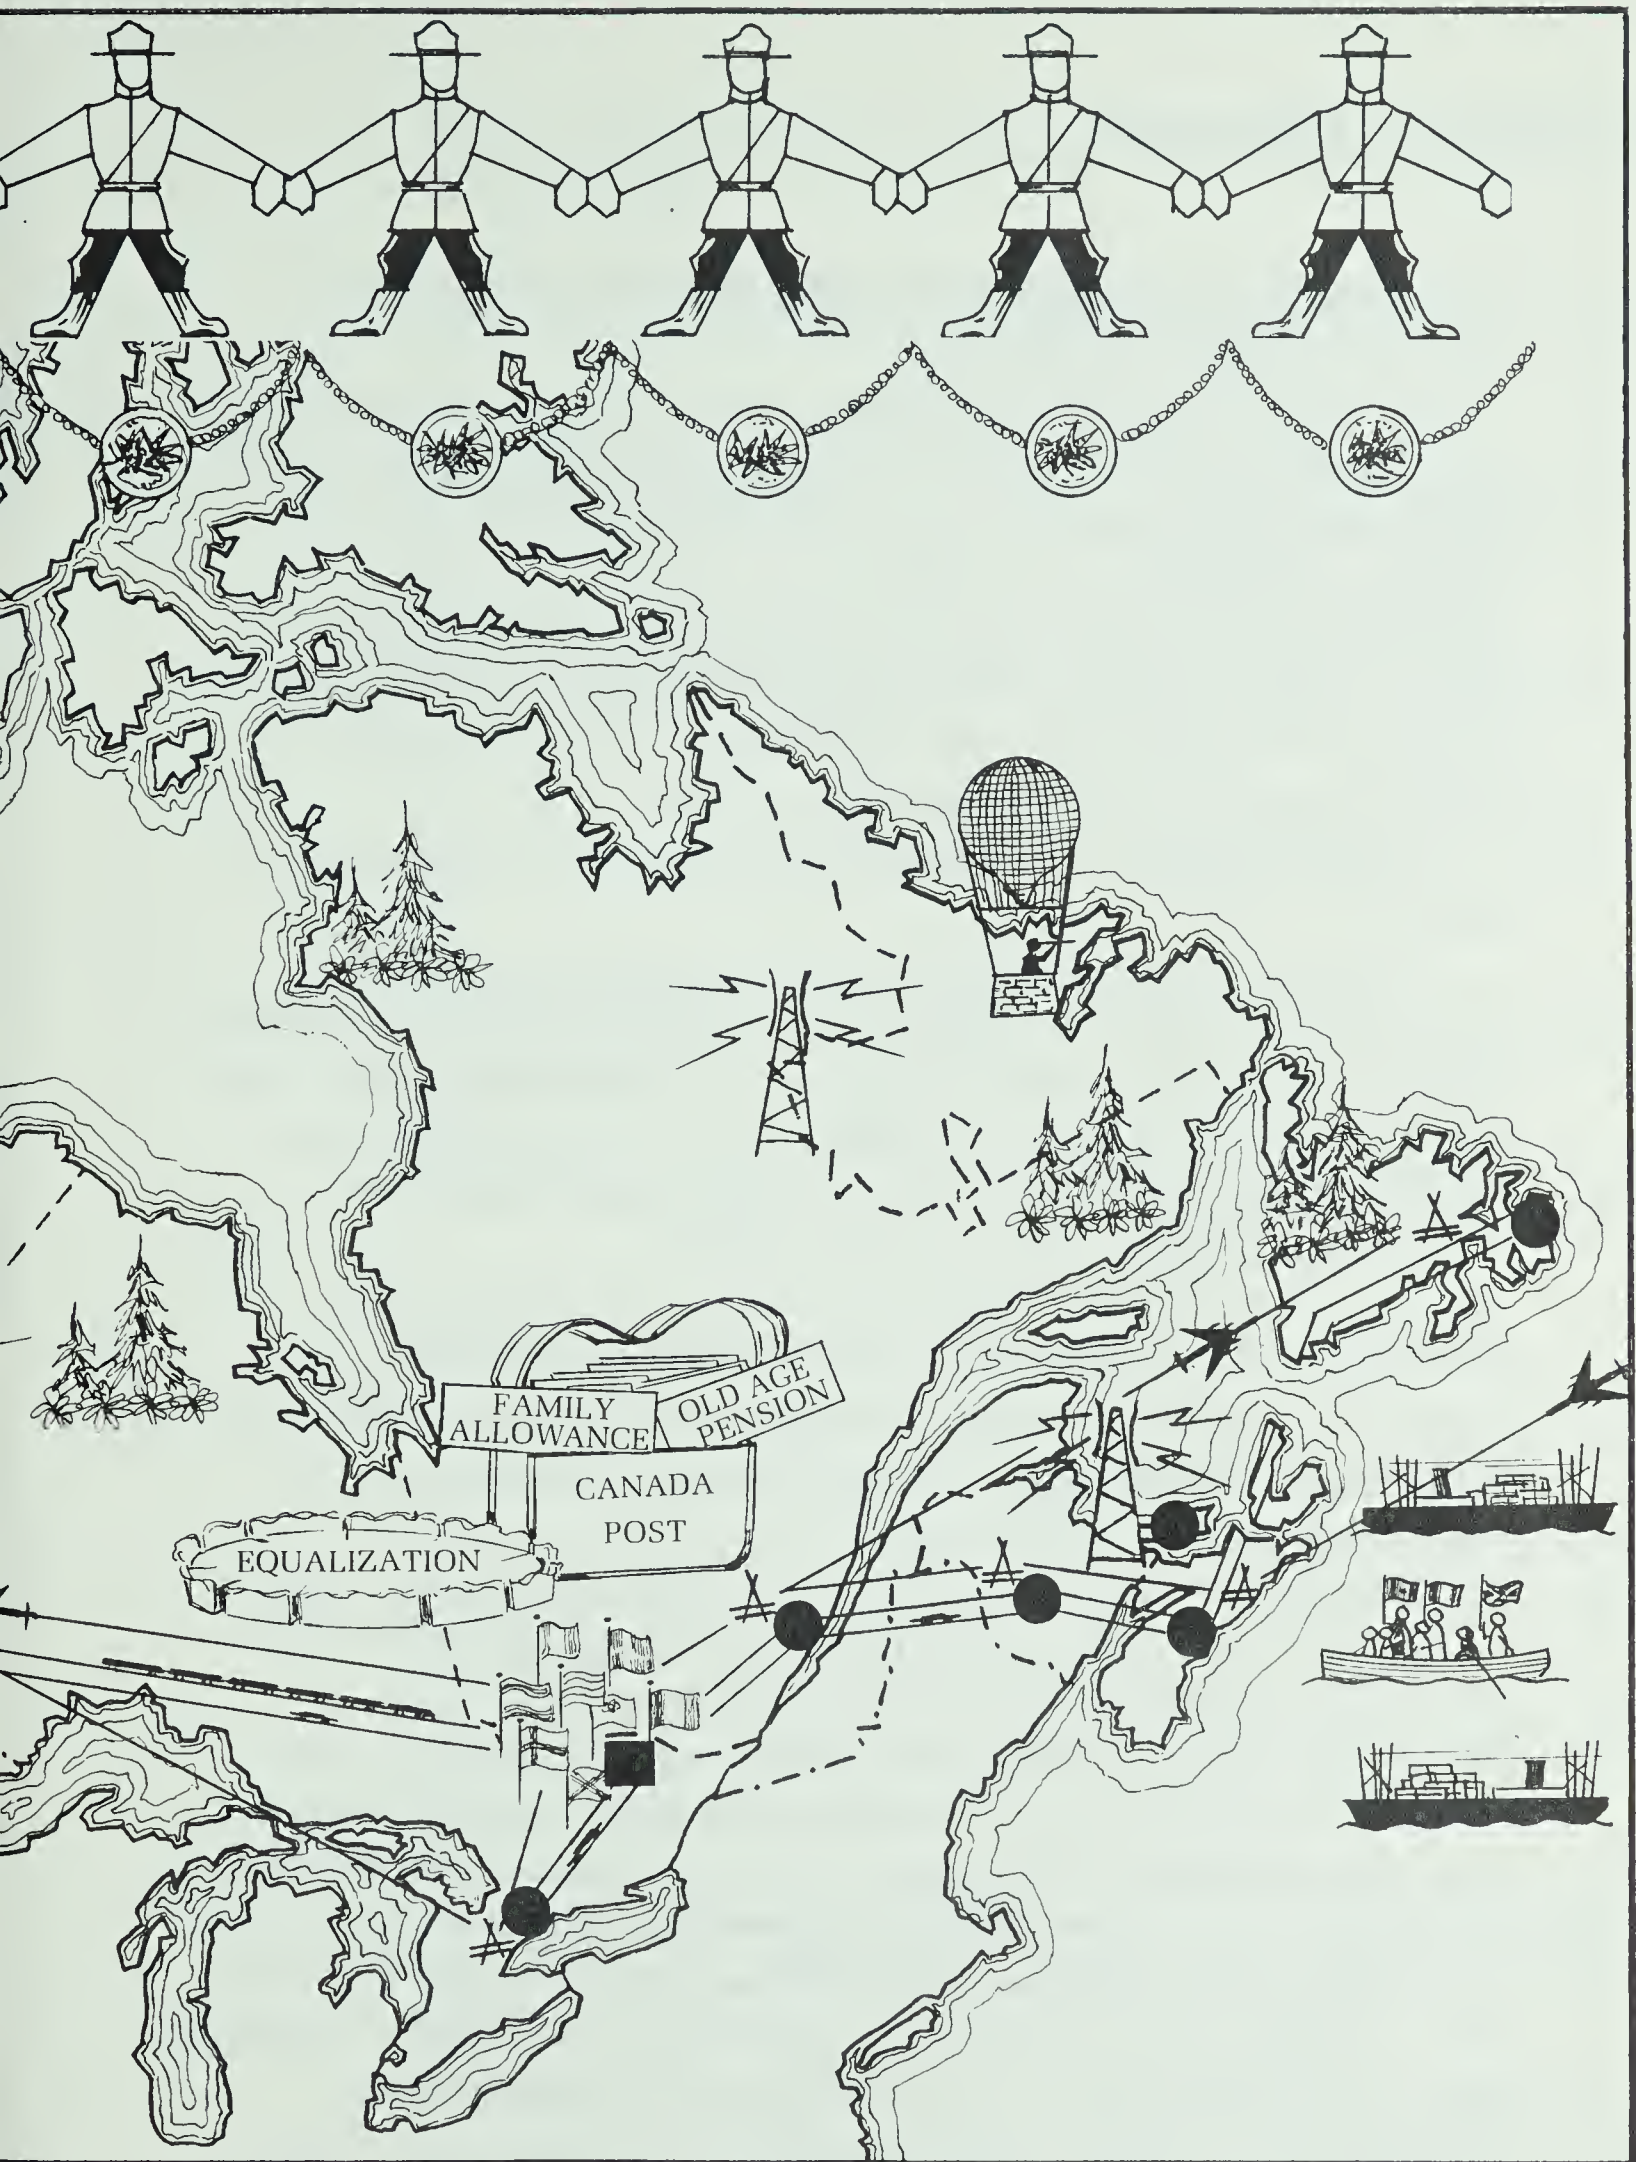 FAMILY
ALLOWANCE
OLD AGE
PENSION
CANADA
POST
EQUALIZATION